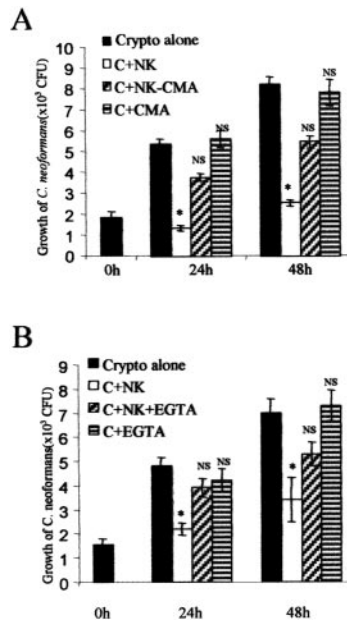 A
Growth of C. neoformans(x10³ CFU)
10
9
8
7
6
5
4
3
2
1
0
Crypto alone
C+NK
C+NK-CMA
C+CMA
* NS NS
* NS NS
0h 24h 48h
B
Growth of C. neoformans(x10³ CFU)
9
8
7
6
5
4
3
2
1
0
Crypto alone
C+NK
C+NK+EGTA
C+EGTA
* NS NS
* NS NS
0h 24h 48h